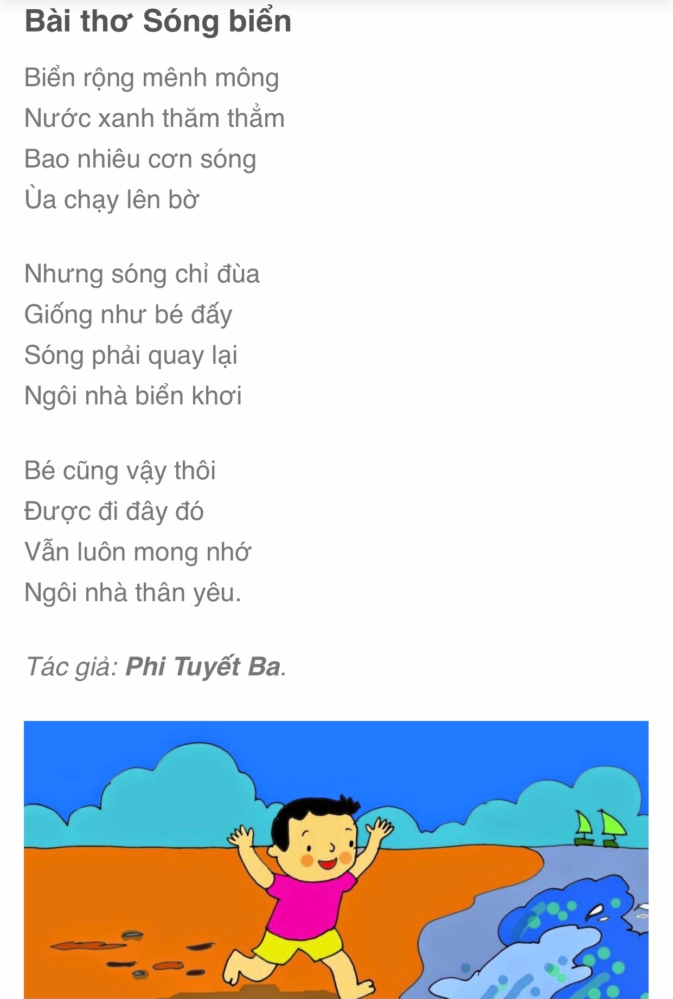 Bài thơ Sóng biển
Biển rộng mênh mông
Nước xanh thăm thẳm
Bao nhiêu cơn sóng
Ùa chạy lên bờ
Nhưng sóng chỉ đùa
Giống như bé đấy
Sóng phải quay lại
Ngôi nhà biển khơi
Bé cũng vậy thôi
Được đi đây đó
Vẫn luôn mong nhớ
Ngôi nhà thân yêu.
Tác giả: Phi Tuyết Ba.